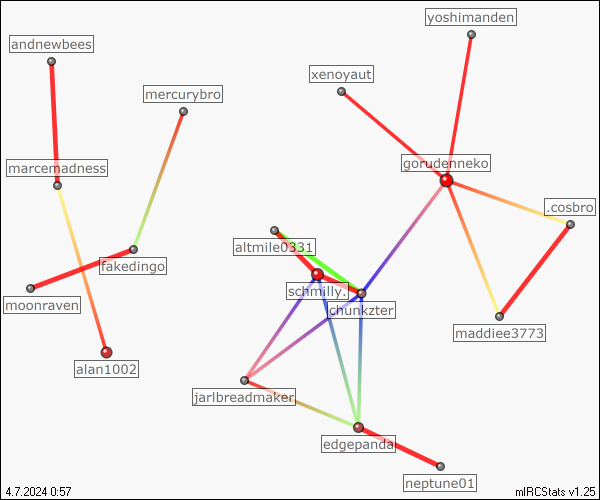 yoshimanden
andnewbees
xenoyaut
mercurybro
gorudenneko
marcemadness
.cosbro
altmile0331
fakedingo
schmilly.
moonraven
chunkzter
maddiee3773
alan1002
jarlbreadmaker
edgepanda
neptune01
4.7.2024 0:57
mIRCStats v1.25